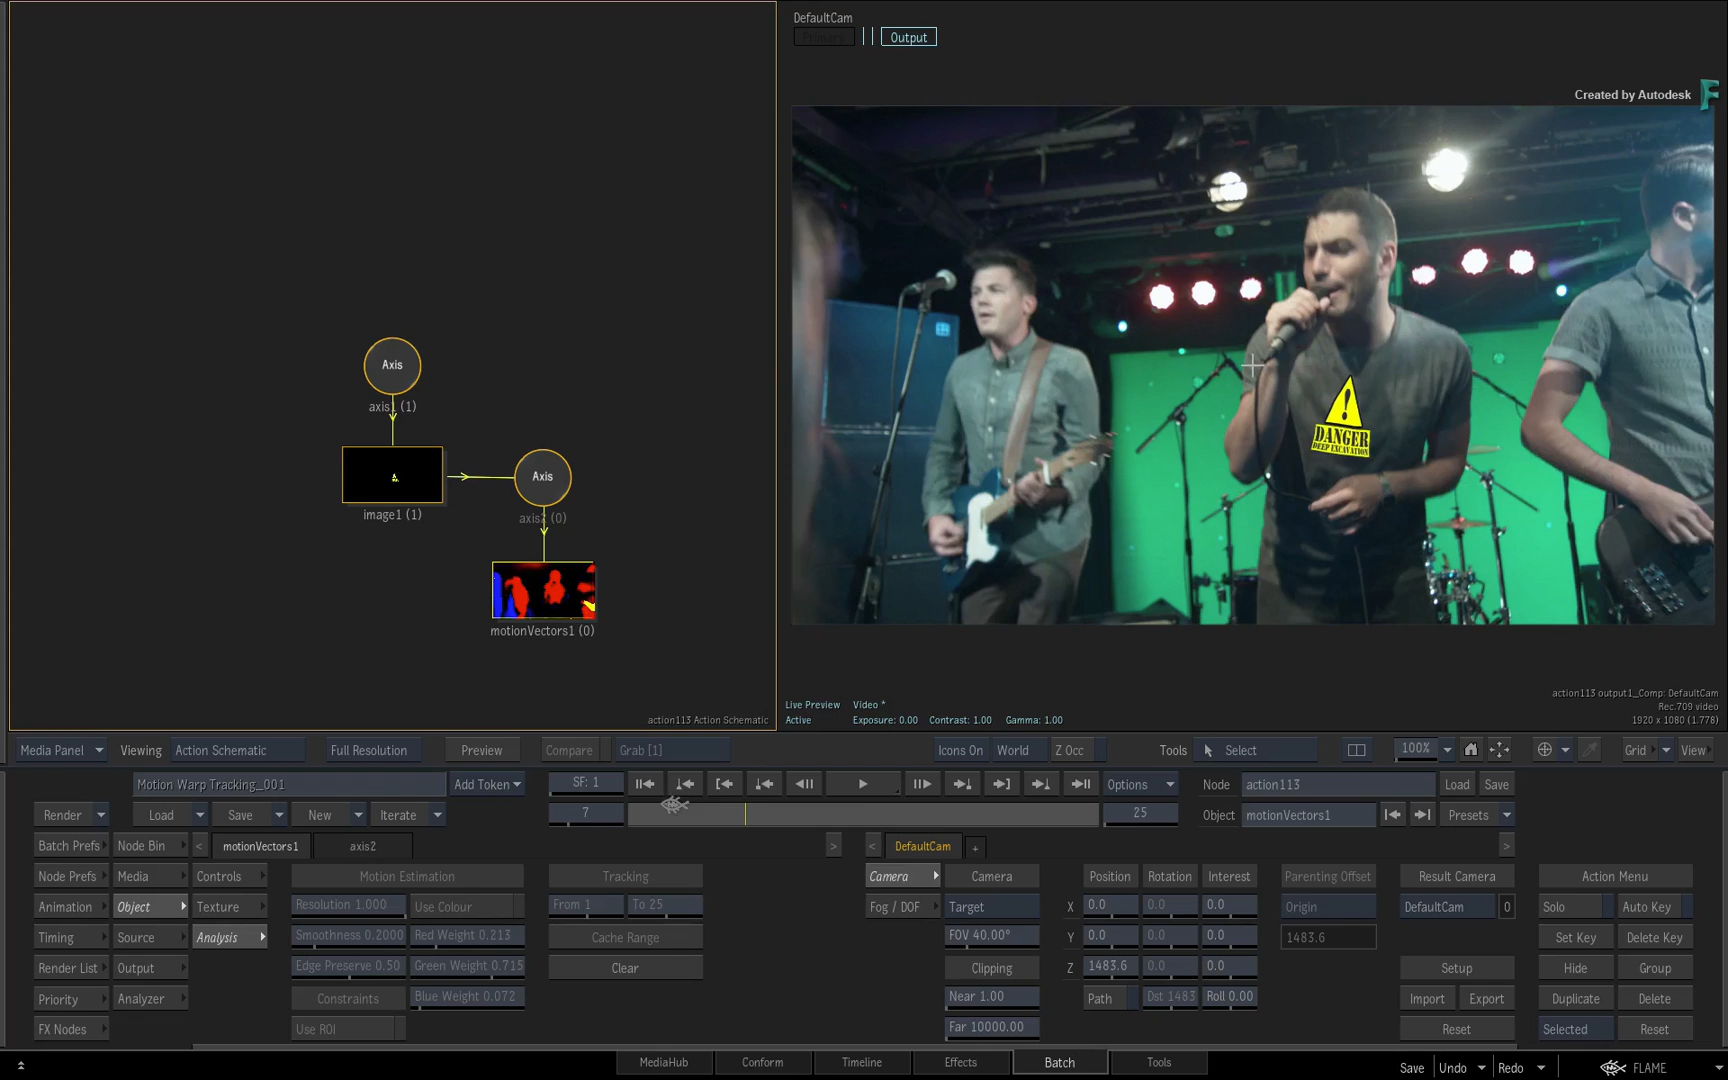 DefaultCam
Primary
Output
Created by Autodesk
Axis
axis1 (1)
image1 (1)
Axis
axis2 (0)
motionVectors1 (0)
DANGER
DEEP EXCAVATION
action113 Action Schematic
Live Preview Video *
Active Exposure: 0.00 Contrast: 1.00 Gamma: 1.00
action113 output1_Comp: DefaultCam
Rec.709 video
1920 x 1080 (1.778)
Media Panel Viewing Action Schematic Full Resolution Preview Compare Grab [1] Icons On World Z Occ Tools Select 100% Grid View
Motion Warp Tracking_001 Add Token SF: 1 Options Node action113 Load Save
Render Load Save New Iterate 7 25 Object motionVectors1 Presets
Batch Prefs Node Bin < motionVectors1 axis2 > < DefaultCam + >
Node Prefs Media Controls Motion Estimation Tracking Camera Camera Position Rotation Interest Parenting Offset Result Camera Action Menu
Animation Object Texture Resolution 1.000 Use Colour From 1 To 25 Fog / DOF Target X 0.0 0.0 0.0 Origin DefaultCam 0 Solo Auto Key
Timing Source Analysis Smoothness 0.2000 Red Weight 0.213 Cache Range FOV 40.00° Y 0.0 0.0 0.0 1483.6 Set Key Delete Key
Render List Output Edge Preserve 0.50 Green Weight 0.715 Clear Clipping Z 1483.6 0.0 0.0 Setup Hide Group
Priority Analyzer Constraints Blue Weight 0.072 Near 1.00 Path Dst 1483 Roll 0.00 Import Export Duplicate Delete
FX Nodes Use ROI Far 10000.00 Reset Selected Reset
MediaHub Conform Timeline Effects Batch Tools Save Undo Redo FLAME